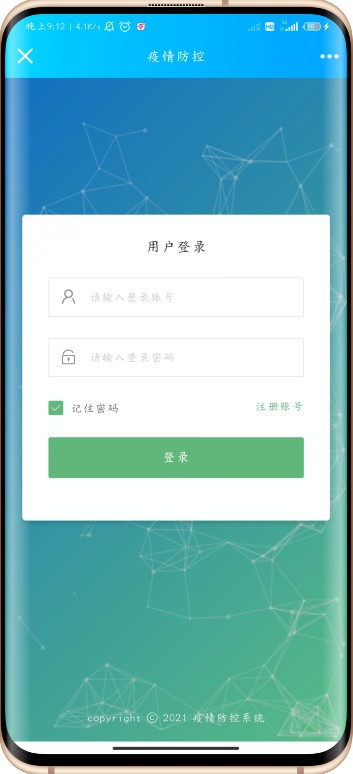 晚上9:12 | 4.1K/s
疫情防控
用户登录
请输入登录账号
请输入登录密码
记住密码
注册账号
登录
copyright © 2021 疫情防控系统